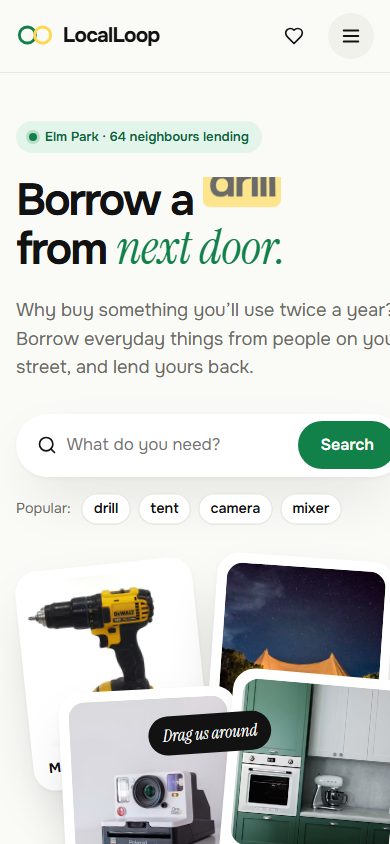 LocalLoop
Elm Park · 64 neighbours lending
Borrow a drill
from next door.
Why buy something you'll use twice a year?
Borrow everyday things from people on you
street, and lend yours back.
What do you need?
Search
Popular:
drill
tent
camera
mixer
DEWALT
Drag us around
M
Polaroid